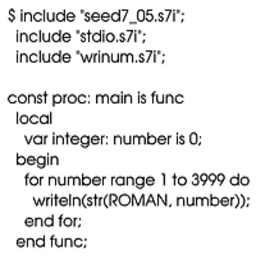 $ include "seed7_05.s7i";
include "stdio.s7i";
include "wrinum.s7i";
const proc: main is func
local
var integer: number is 0;
begin
for number range 1 to 3999 do
writeln(str(ROMAN, number));
end for;
end func;